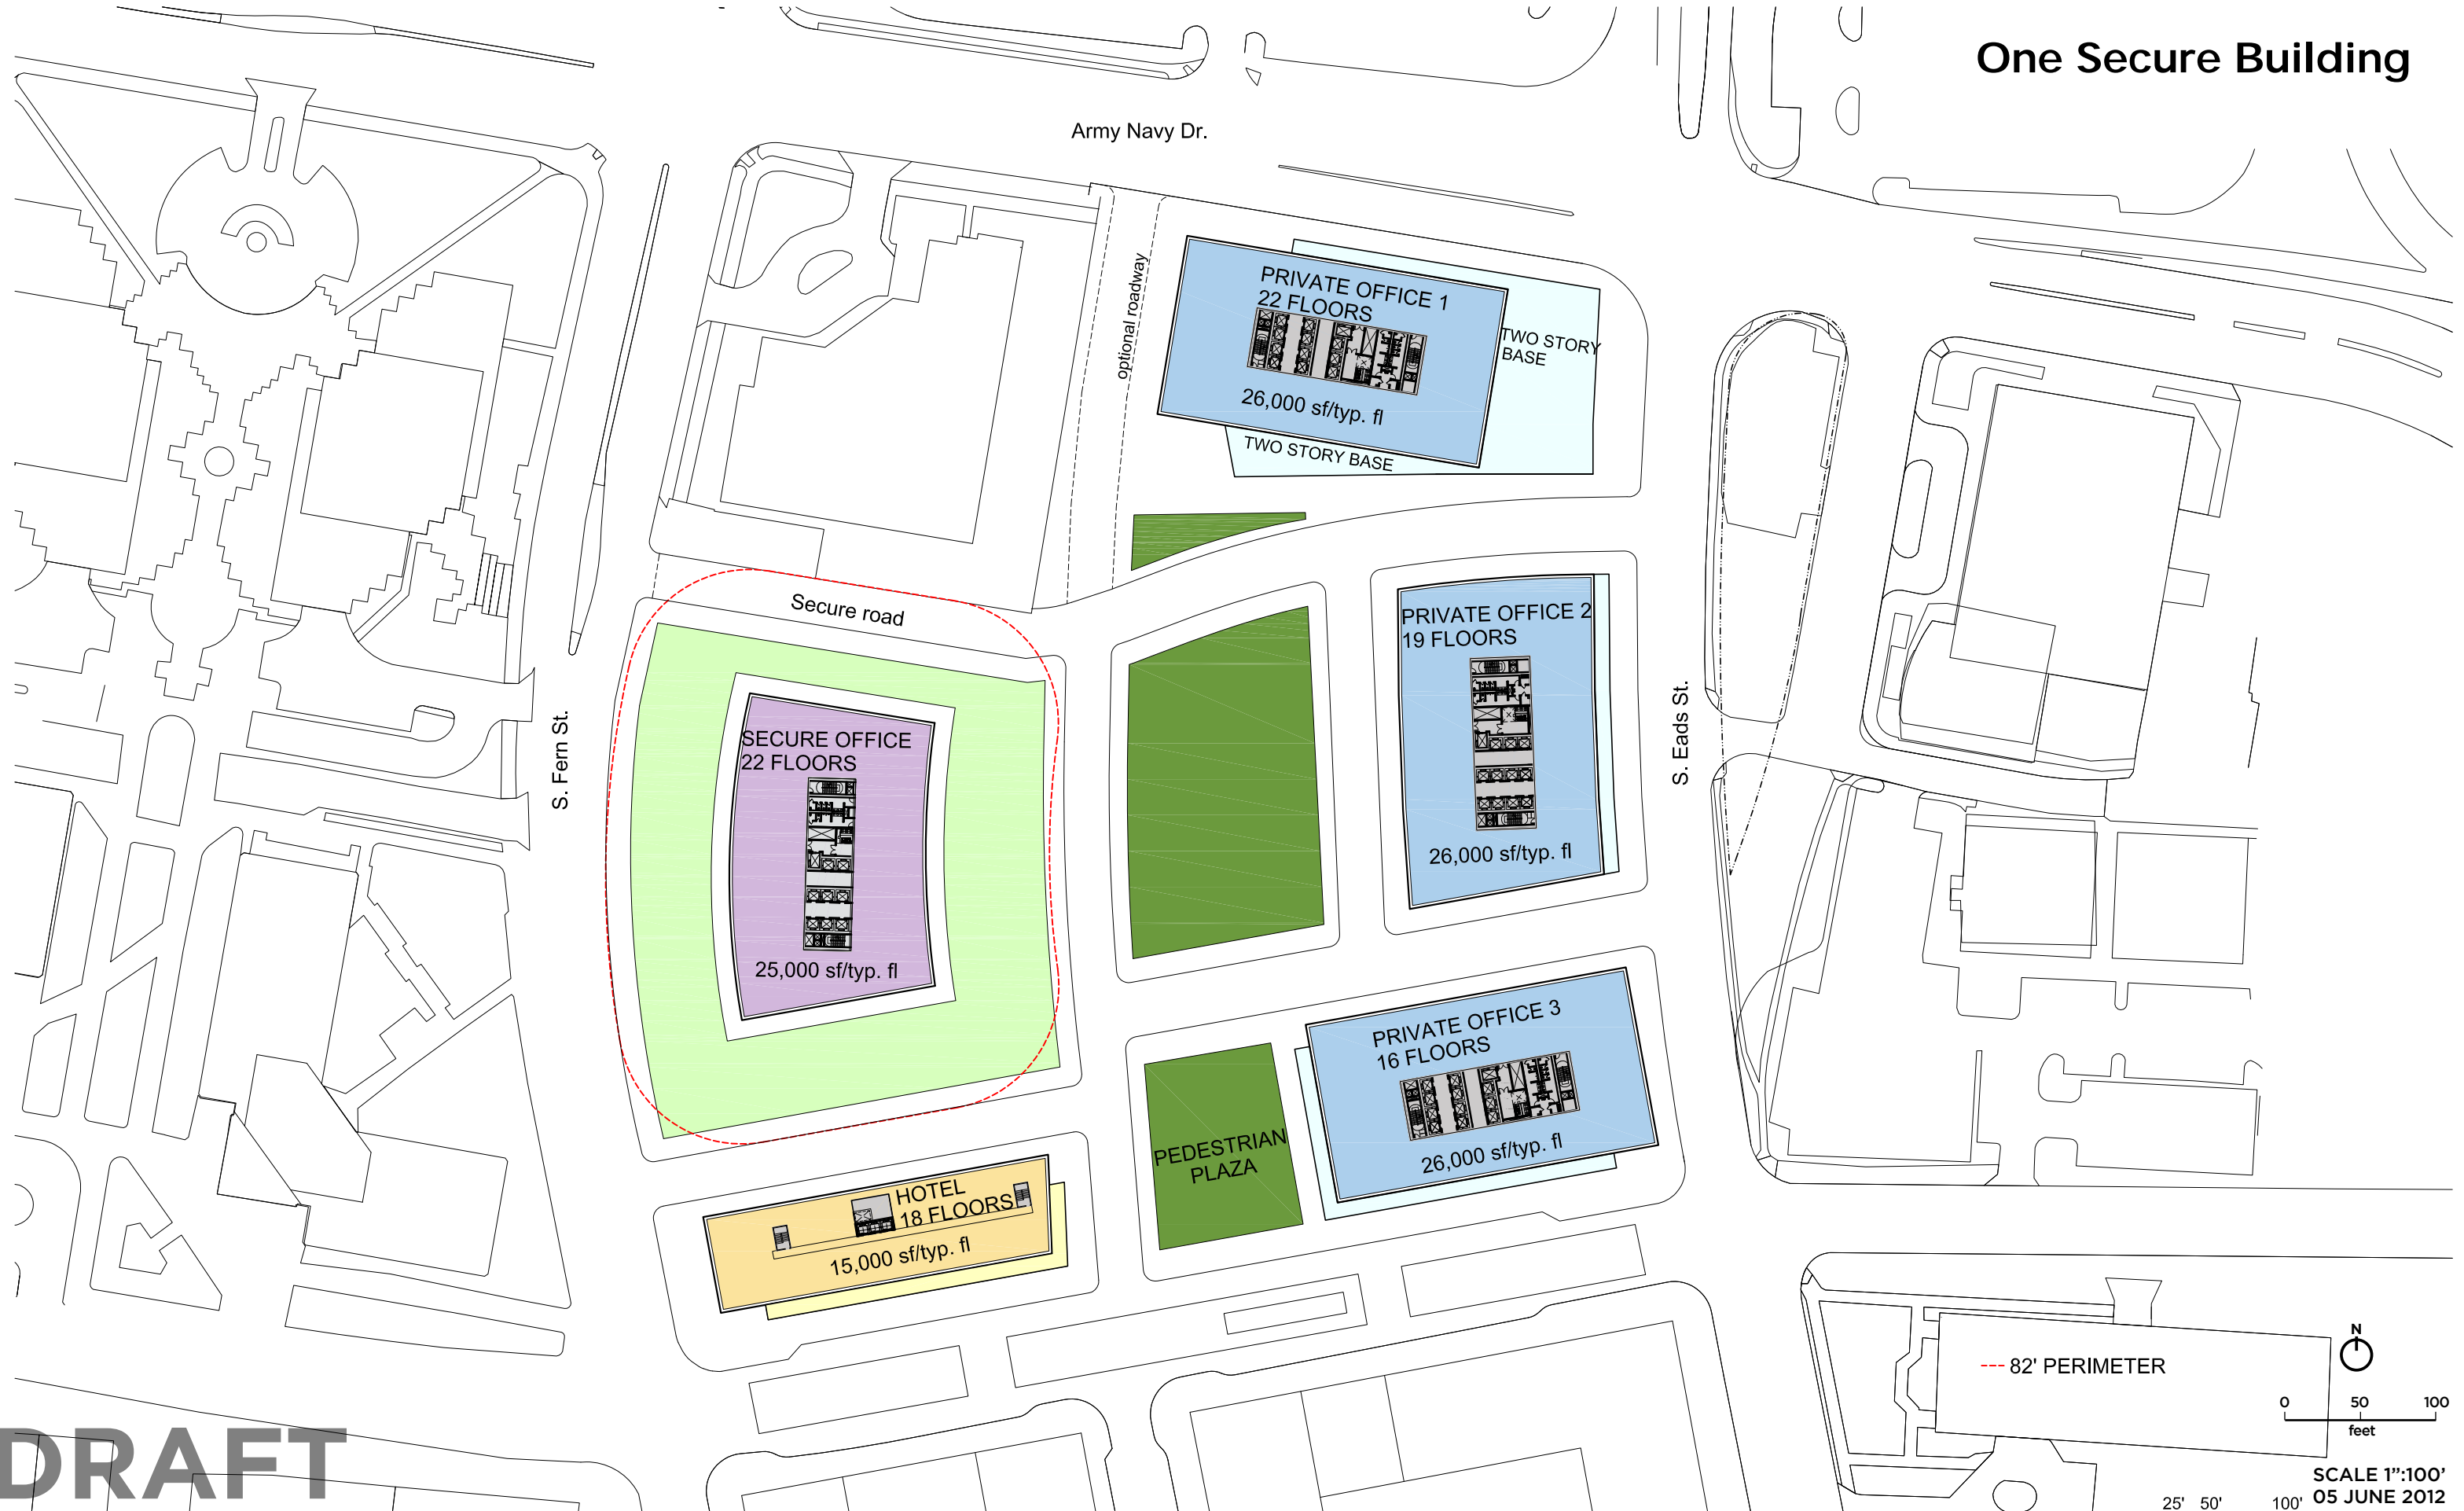 One Secure Building
Army Navy Dr.
optional roadway
PRIVATE OFFICE 1
22 FLOORS
26,000 sf/typ. fl
TWO STORY
BASE
TWO STORY BASE
Secure road
PRIVATE OFFICE 2
19 FLOORS
26,000 sf/typ. fl
S. Fern St.
SECURE OFFICE
22 FLOORS
25,000 sf/typ. fl
S. Eads St.
PRIVATE OFFICE 3
16 FLOORS
26,000 sf/typ. fl
PEDESTRIAN
PLAZA
HOTEL
18 FLOORS
15,000 sf/typ. fl
82' PERIMETER
N
0 50 100
feet
SCALE 1”:100’
25' 50' 100'
05 JUNE 2012
DRAFT